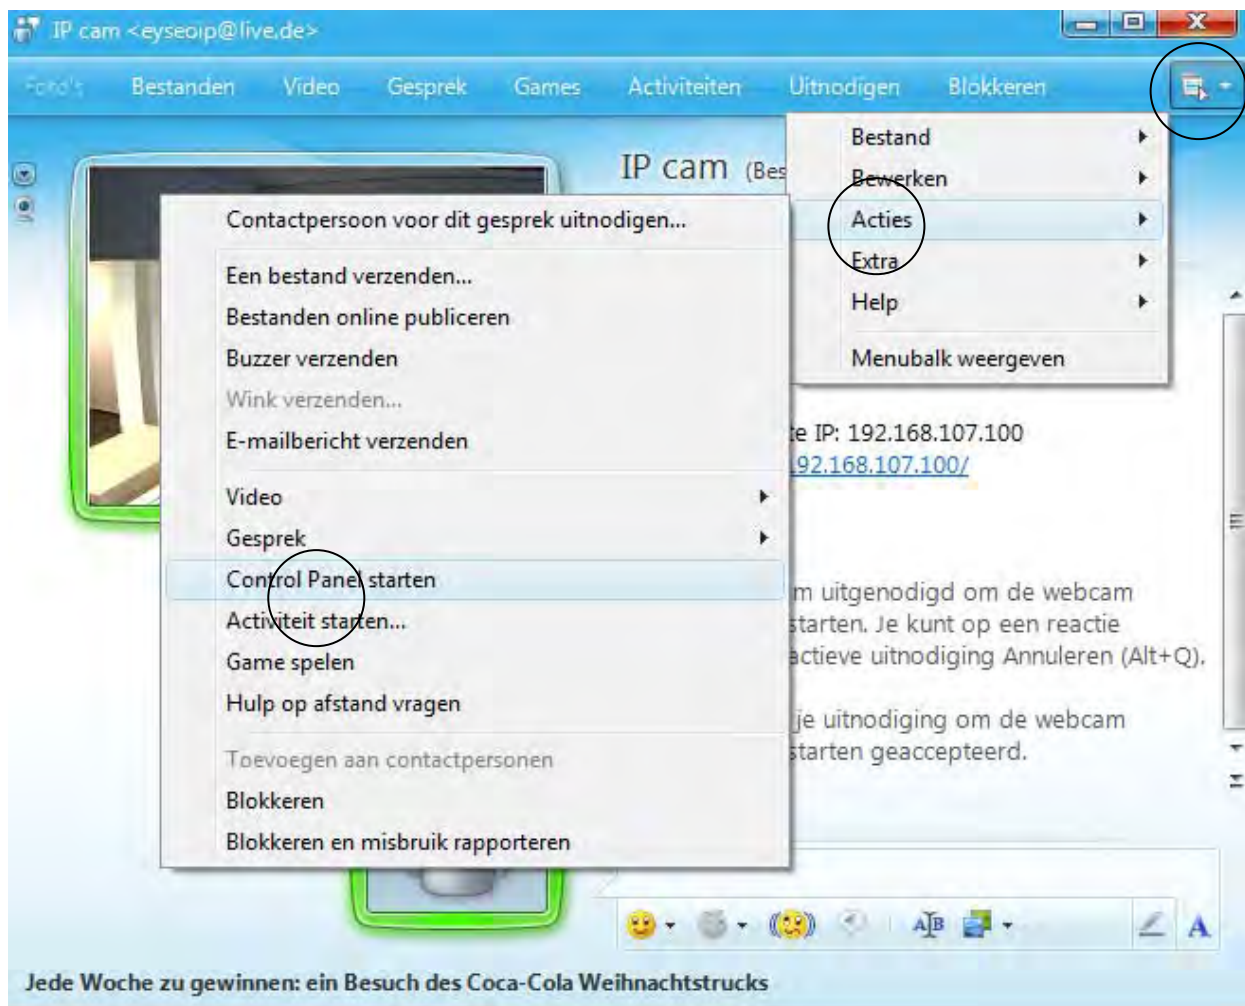 IP cam <eyseoip@live.de>
Foto's Bestanden Video Gesprek Games Activiteiten Uitnodigen Blokkeren
IP cam (Bes
Bestand
Bewerken
Acties
Extra
Help
Menubalk weergeven
Contactpersoon voor dit gesprek uitnodigen...
Een bestand verzenden...
Bestanden online publiceren
Buzzer verzenden
Wink verzenden...
E-mailbericht verzenden
Video
Gesprek
Control Panel starten
Activiteit starten...
Game spelen
Hulp op afstand vragen
Toevoegen aan contactpersonen
Blokkeren
Blokkeren en misbruik rapporteren
te IP: 192.168.107.100
192.168.107.100/
m uitgenodigd om de webcam
starten. Je kunt op een reactie
actieve uitnodiging Annuleren (Alt+Q).
je uitnodiging om de webcam
starten geaccepteerd.
Jede Woche zu gewinnen: ein Besuch des Coca-Cola Weihnachtstrucks